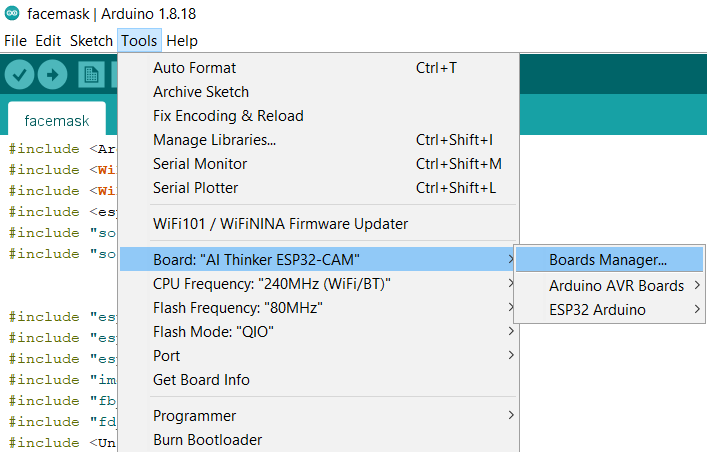 facemask | Arduino 1.8.18
File Edit Sketch Tools Help
Auto Format Ctrl+T
Archive Sketch
Fix Encoding & Reload
Manage Libraries... Ctrl+Shift+I
Serial Monitor Ctrl+Shift+M
Serial Plotter Ctrl+Shift+L
WiFi101 / WiFiNINA Firmware Updater
Board: "AI Thinker ESP32-CAM"
CPU Frequency: "240MHz (WiFi/BT)"
Flash Frequency: "80MHz"
Flash Mode: "QIO"
Port
Get Board Info
Programmer
Burn Bootloader
Boards Manager...
Arduino AVR Boards
ESP32 Arduino
facemask
#include <Ar
#include <Wi
#include <Wi
#include <esp
#include "so
#include "so
#include "esp
#include "esp
#include "esp
#include "im
#include "fb
#include "fd
#include <Un